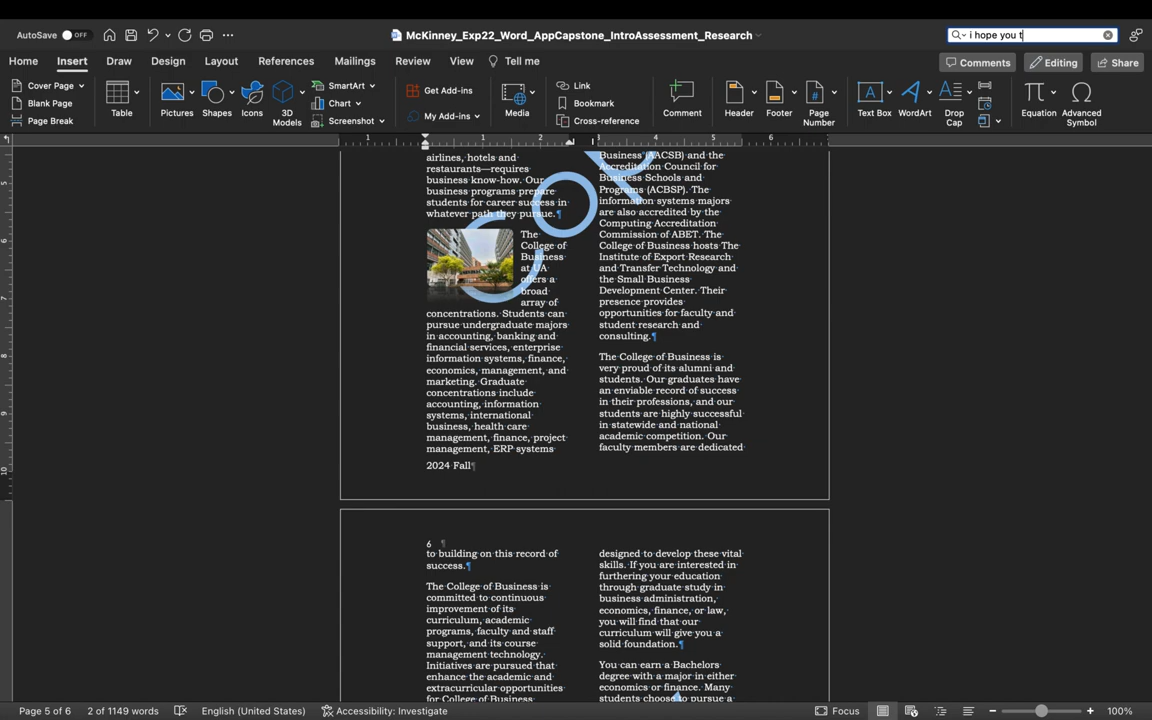 AutoSave OFF
McKinney_Exp22_Word_AppCapstone_IntroAssessment_Research
i hope you t
Home Insert Draw Design Layout References Mailings Review View Tell me
Comments Editing Share
Cover Page
Blank Page
Page Break
Table
Pictures
Shapes
Icons
3D
Models
SmartArt
Chart
Screenshot
Get Add-ins
My Add-ins
Media
Link
Bookmark
Cross-reference
Comment
Header
Footer
Page
Number
Text Box
WordArt
Drop
Cap
Equation
Advanced
Symbol
airlines, hotels and
restaurants—requires
business know-how. Our
business programs prepare
students for career success in
whatever path they pursue.¶
The
College of
Business
at UA
offers a
broad
array of
concentrations. Students can
pursue undergraduate majors
in accounting, banking and
financial services, enterprise
information systems, finance,
economics, management, and
marketing. Graduate
concentrations include
accounting, information
systems, international
business, health care
management, finance, project
management, ERP systems
2024 Fall¶
Business (AACSB) and the
Accreditation Council for
Business Schools and
Programs (ACBSP). The
information systems majors
are also accredited by the
Computing Accreditation
Commission of ABET. The
College of Business hosts The
Institute of Export Research
and Transfer Technology and
the Small Business
Development Center. Their
presence provides
opportunities for faculty and
student research and
consulting.¶
The College of Business is
very proud of its alumni and
students. Our graduates have
an enviable record of success
in their professions, and our
students are highly successful
in statewide and national
academic competition. Our
faculty members are dedicated
6 ¶
to building on this record of
success.¶
The College of Business is
committed to continuous
improvement of its
curriculum, academic
programs, faculty and staff
support, and its course
management technology.
Initiatives are pursued that
enhance the academic and
extracurricular opportunities
for College of Business
designed to develop these vital
skills. If you are interested in
furthering your education
through graduate study in
business administration,
economics, finance, or law,
you will find that our
curriculum will give you a
solid foundation.¶
You can earn a Bachelors
degree with a major in either
economics or finance. Many
students choose to pursue a
Page 5 of 6 2 of 1149 words English (United States) Accessibility: Investigate Focus 100%